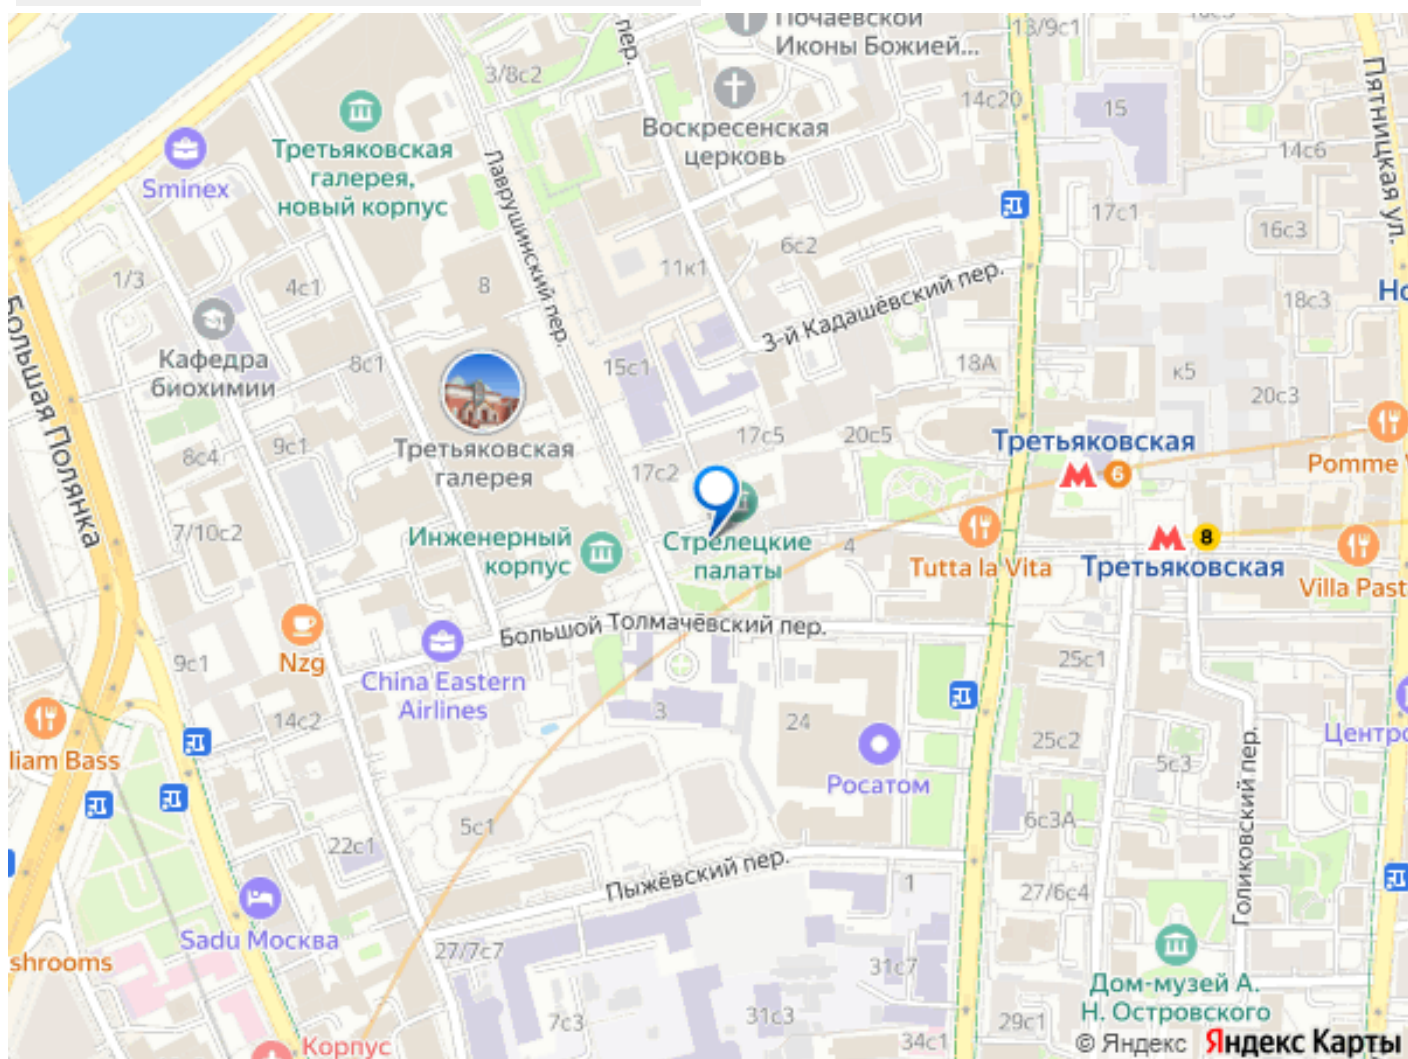 Почаевской
Иконы Божией...
13/9с1
пер.
3/8с2
14с20
15
Пятницкая ул.
Воскресенская
церковь
Третьяковская
галерея,
новый корпус
Sminex
Лаврушинский пер.
14с6
17с1
16с3
6с2
11к1
1/3
4с1
8
Большая Полянка
3-й Кадашёвский пер.
18с3
Но
Кафедра
биохимии
8с1
15с1
18А
к5
20с3
Третьяковская
галерея
9с1
8с4
17с5
20с5
17с2
Третьяковская
6
Pomme
7/10с2
Инженерный
корпус
Стрелецкие
палаты
4
Tutta la Vita
8
Третьяковская
Villa Past
Большой Толмачёвский пер.
Nzg
9с1
China Eastern
Airlines
25с1
3
24
14с2
25с2
Центро
liam Bass
Росатом
5с3
Голиковский пер.
5с1
22с1
6с3А
Пыжёвский пер.
1
27/6с4
Sadu Москва
27/7с7
shrooms
31с7
Дом-музей А.
Н. Островского
7с3
31с3
29с1
34с1
Корпус
© Яндекс Яндекс Карты